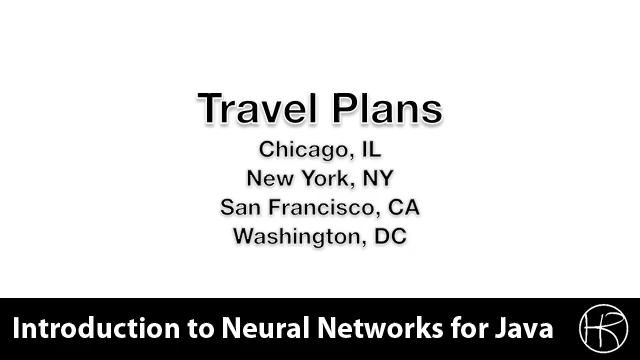 Travel Plans
Chicago, IL
New York, NY
San Francisco, CA
Washington, DC
Introduction to Neural Networks for Java